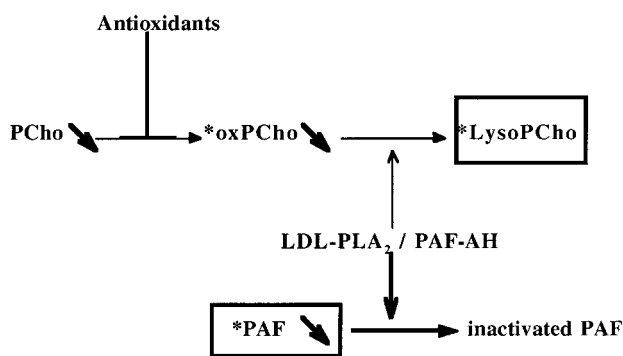 Antioxidants
PCho *oxPCho *LysoPCho
LDL-PLA₂ / PAF-AH
*PAF inactivated PAF